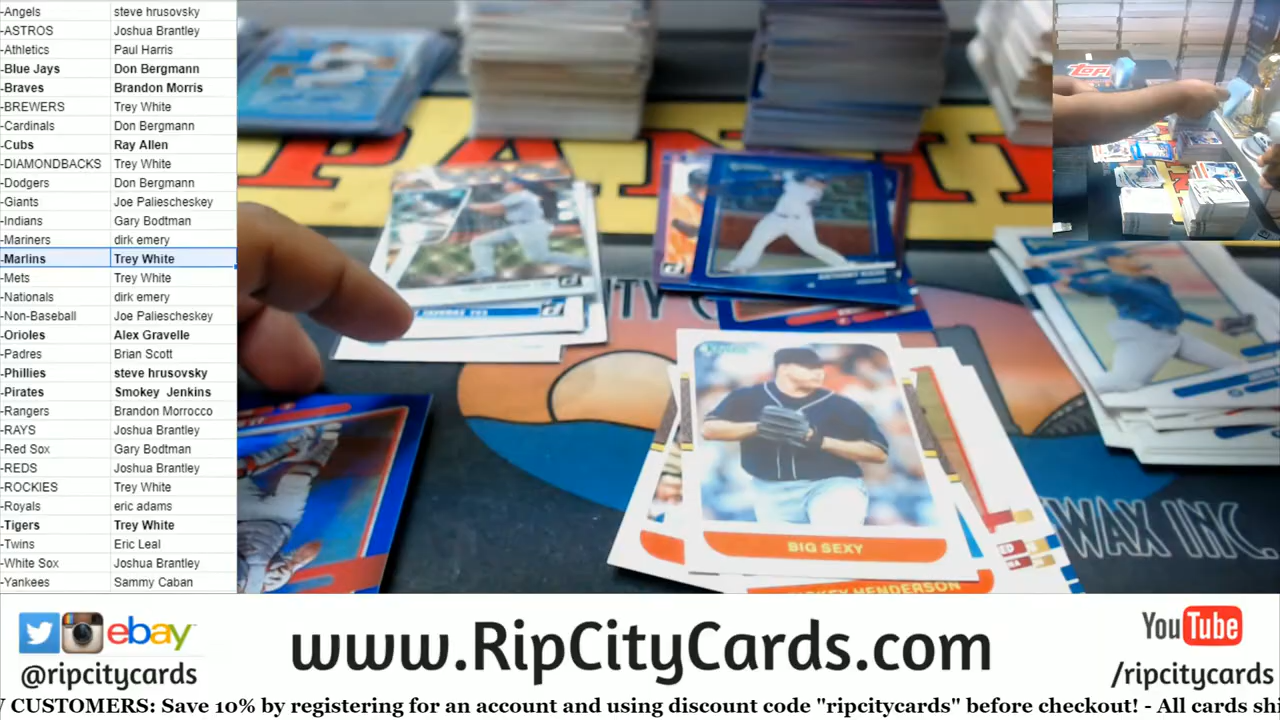 -Angels steve hrusovsky
-ASTROS Joshua Brantley
-Athletics Paul Harris
-Blue Jays Don Bergmann
-Braves Brandon Morris
-BREWERS Trey White
-Cardinals Don Bergmann
-Cubs Ray Allen
-DIAMONDBACKS Trey White
-Dodgers Don Bergmann
-Giants Joe Paliescheskey
-Indians Gary Bodtman
-Mariners dirk emery
-Marlins Trey White
-Mets Trey White
-Nationals dirk emery
-Non-Baseball Joe Paliescheskey
-Orioles Alex Gravelle
-Padres Brian Scott
-Phillies steve hrusovsky
-Pirates Smokey Jenkins
-Rangers Brandon Morrocco
-RAYS Joshua Brantley
-Red Sox Gary Bodtman
-REDS Joshua Brantley
-ROCKIES Trey White
-Royals eric adams
-Tigers Trey White
-Twins Eric Leal
-White Sox Joshua Brantley
-Yankees Sammy Caban
PANINI
BIG SEXY
HENDERSON
WAX INC.
ebay
@ripcitycards
www.RipCityCards.com
YouTube
/ripcitycards
CUSTOMERS: Save 10% by registering for an account and using discount code "ripcitycards" before checkout! - All cards